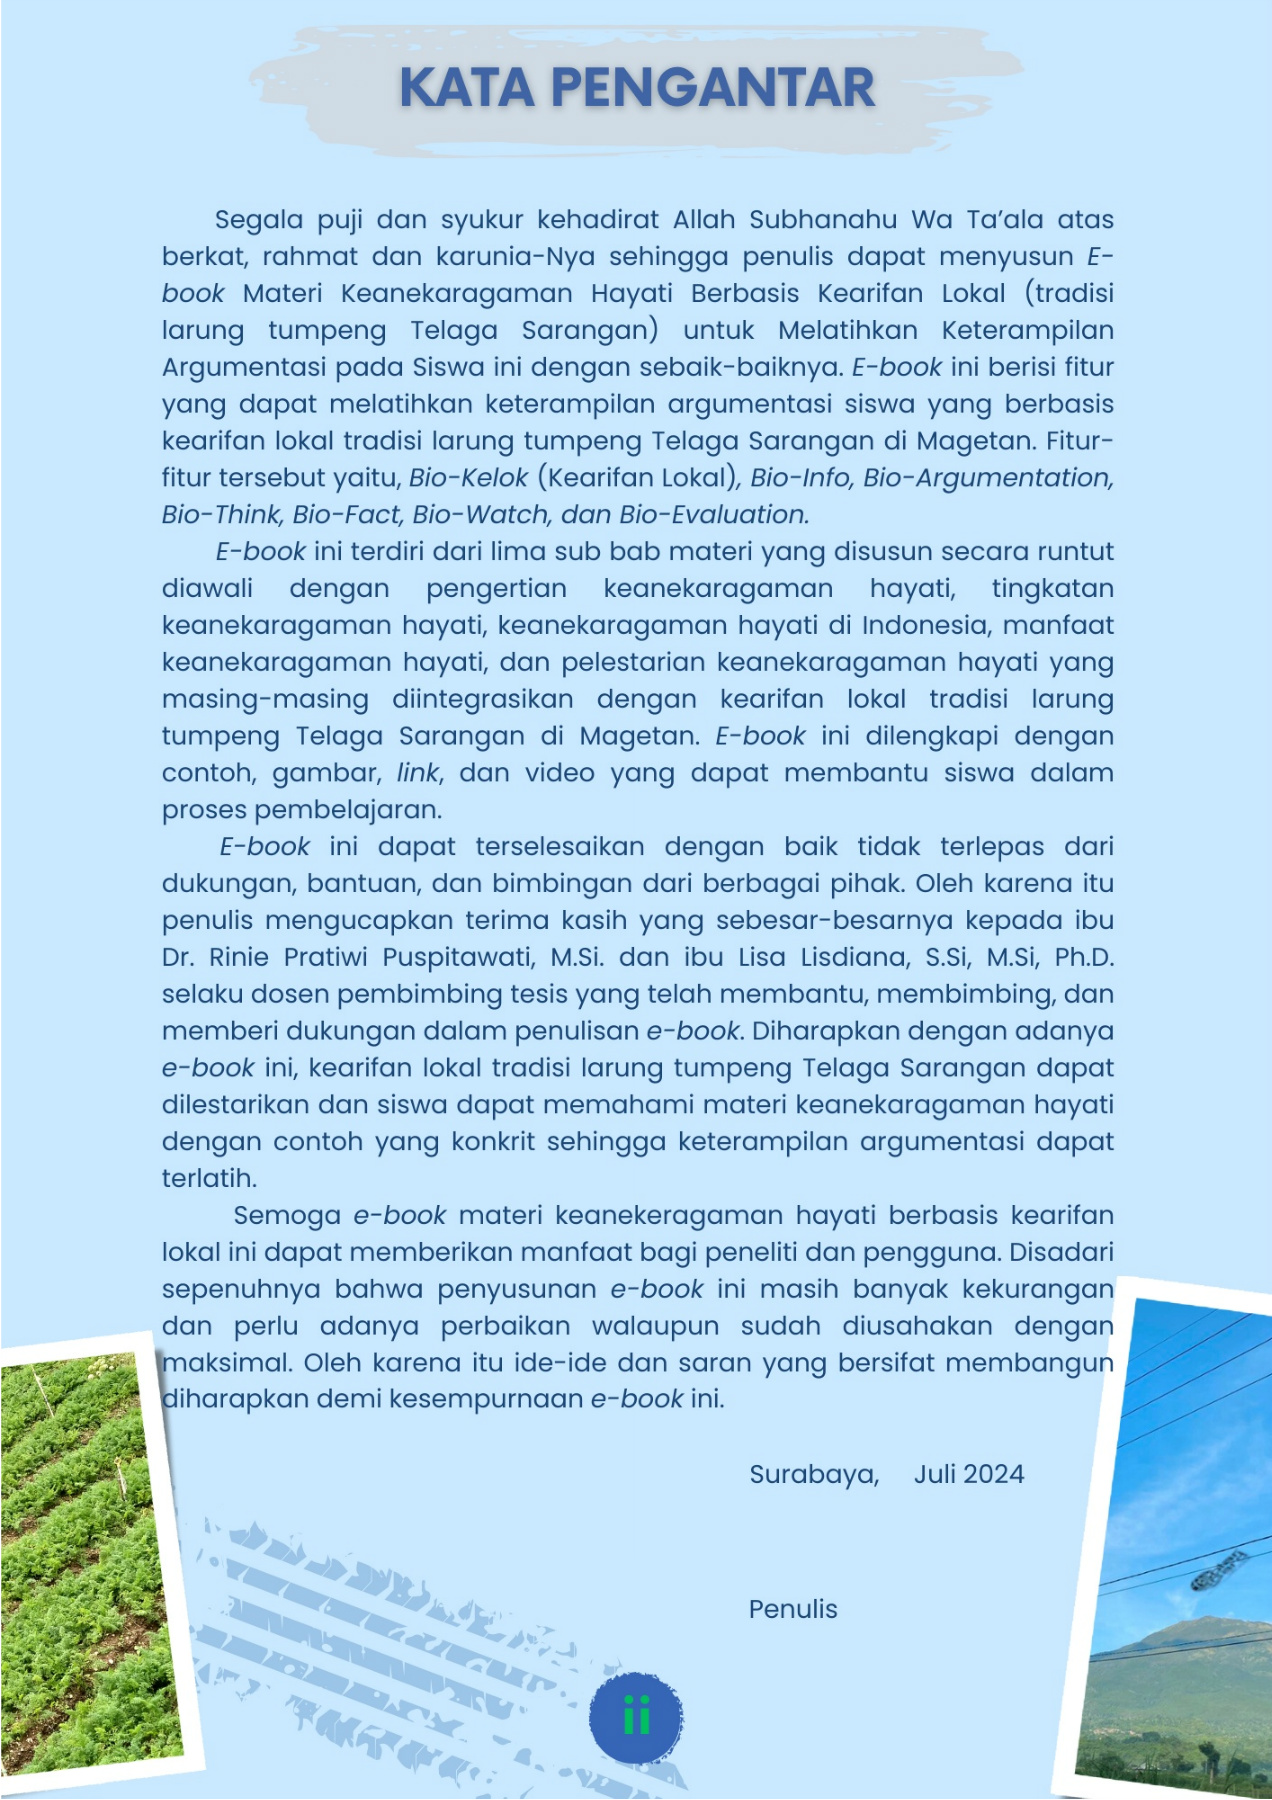 KATA PENGANTAR
Segala puji dan syukur kehadirat Allah Subhanahu Wa Ta’ala atas
berkat, rahmat dan karunia-Nya sehingga penulis dapat menyusun E-
book Materi Keanekaragaman Hayati Berbasis Kearifan Lokal (tradisi
larung tumpeng Telaga Sarangan) untuk Melatihkan Keterampilan
Argumentasi pada Siswa ini dengan sebaik-baiknya. E-book ini berisi fitur
yang dapat melatihkan keterampilan argumentasi siswa yang berbasis
kearifan lokal tradisi larung tumpeng Telaga Sarangan di Magetan. Fitur-
fitur tersebut yaitu, Bio-Kelok (Kearifan Lokal), Bio-Info, Bio-Argumentation,
Bio-Think, Bio-Fact, Bio-Watch, dan Bio-Evaluation.
E-book ini terdiri dari lima sub bab materi yang disusun secara runtut
diawali dengan pengertian keanekaragaman hayati, tingkatan
keanekaragaman hayati, keanekaragaman hayati di Indonesia, manfaat
keanekaragaman hayati, dan pelestarian keanekaragaman hayati yang
masing-masing diintegrasikan dengan kearifan lokal tradisi larung
tumpeng Telaga Sarangan di Magetan. E-book ini dilengkapi dengan
contoh, gambar, link, dan video yang dapat membantu siswa dalam
proses pembelajaran.
E-book ini dapat terselesaikan dengan baik tidak terlepas dari
dukungan, bantuan, dan bimbingan dari berbagai pihak. Oleh karena itu
penulis mengucapkan terima kasih yang sebesar-besarnya kepada ibu
Dr. Rinie Pratiwi Puspitawati, M.Si. dan ibu Lisa Lisdiana, S.Si, M.Si, Ph.D.
selaku dosen pembimbing tesis yang telah membantu, membimbing, dan
memberi dukungan dalam penulisan e-book. Diharapkan dengan adanya
e-book ini, kearifan lokal tradisi larung tumpeng Telaga Sarangan dapat
dilestarikan dan siswa dapat memahami materi keanekaragaman hayati
dengan contoh yang konkrit sehingga keterampilan argumentasi dapat
terlatih.
Semoga e-book materi keanekeragaman hayati berbasis kearifan
lokal ini dapat memberikan manfaat bagi peneliti dan pengguna. Disadari
sepenuhnya bahwa penyusunan e-book ini masih banyak kekurangan
dan perlu adanya perbaikan walaupun sudah diusahakan dengan
maksimal. Oleh karena itu ide-ide dan saran yang bersifat membangun
diharapkan demi kesempurnaan e-book ini.
Surabaya, Juli 2024
Penulis
ii